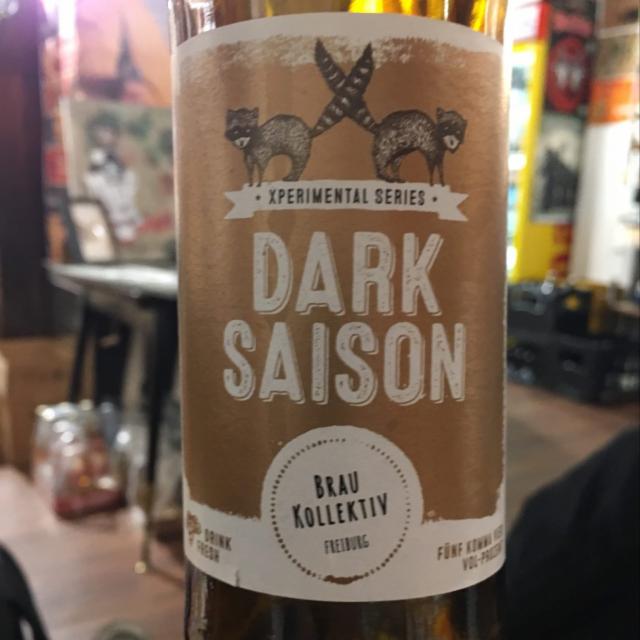 XPERIMENTAL SERIES
DARK
SAISON
BRAU
KOLLEKTIV
FREIBURG
DRINK
FRESH
FÜNF KOMMA
VOL-PROZENT